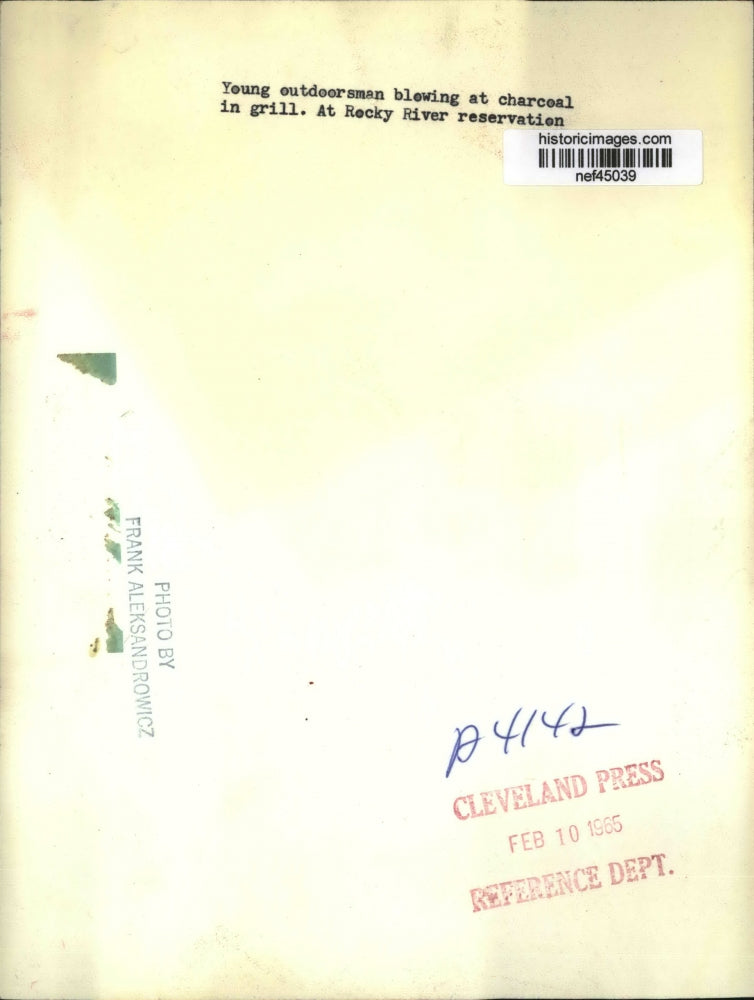 Young outdoorsman blowing at charcoal
in grill. At Rocky River reservation
historicimages.com
nef45039
PHOTO BY
FRANK ALEKSANDROWICZ
P4142
CLEVELAND PRESS
FEB 10 1965
REFERENCE DEPT.